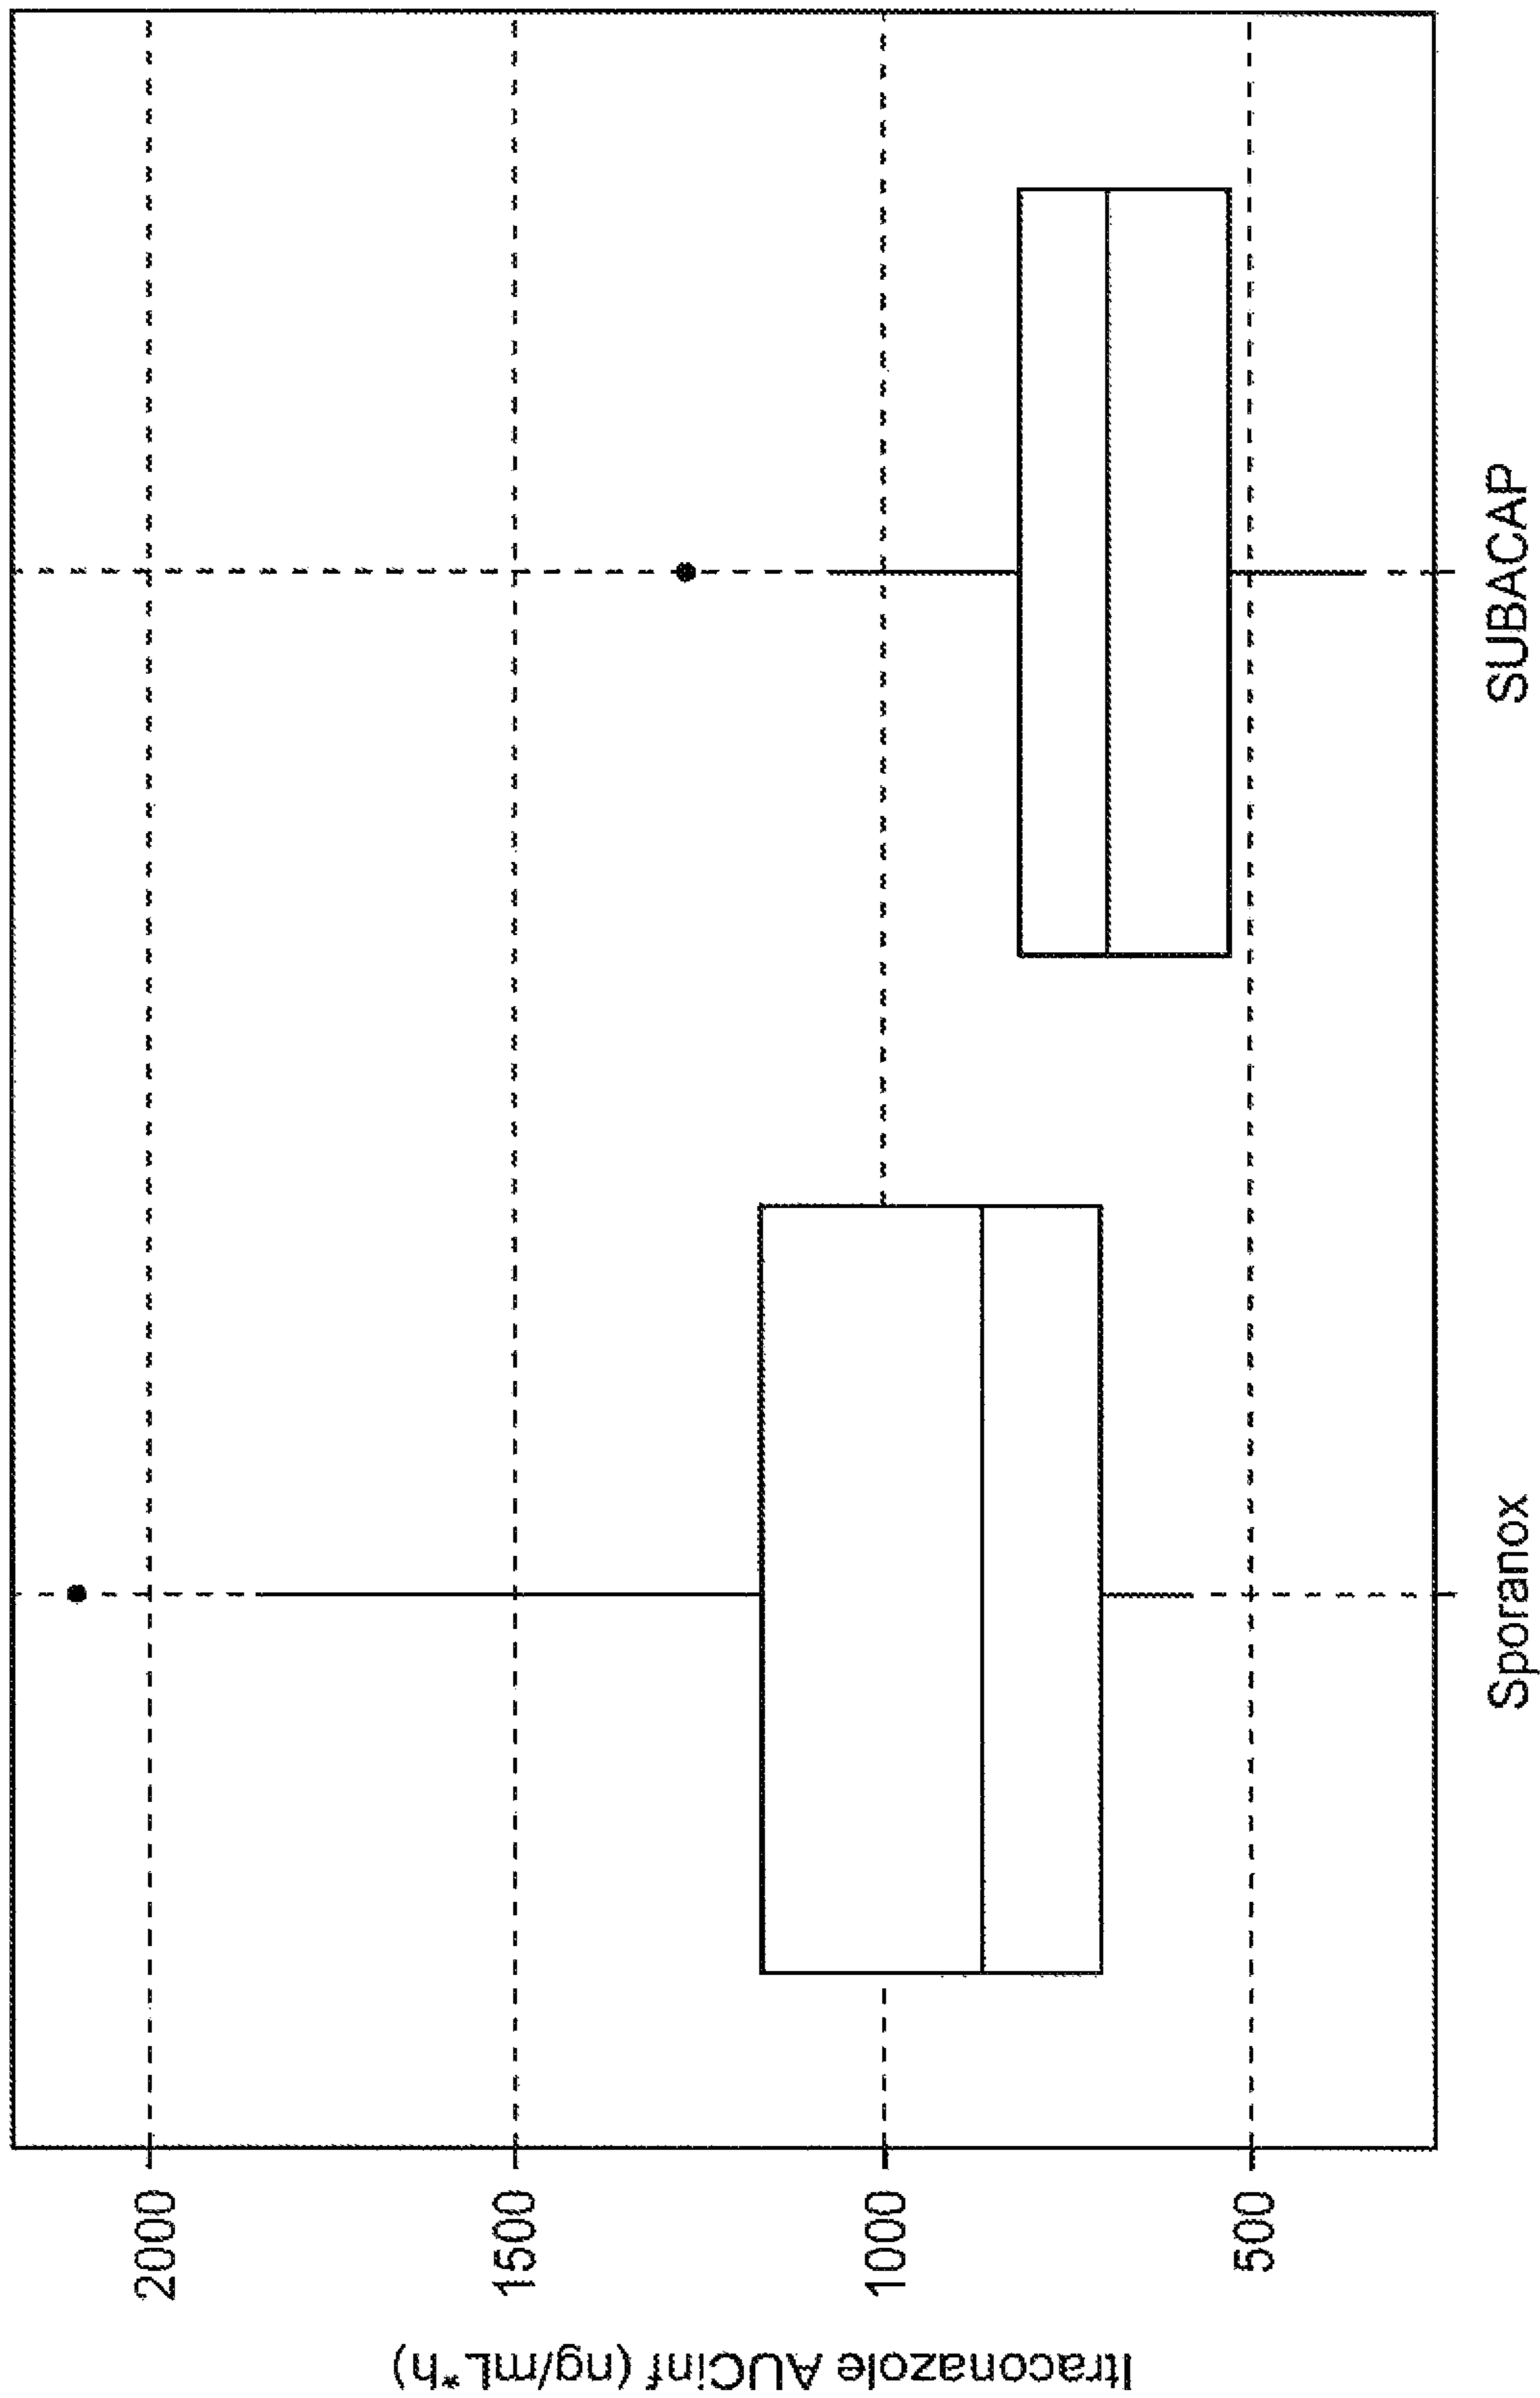 Itraconazole AUCinf (ng/mL*h)
2000
1500
1000
500
Sporanox
SUBACAP